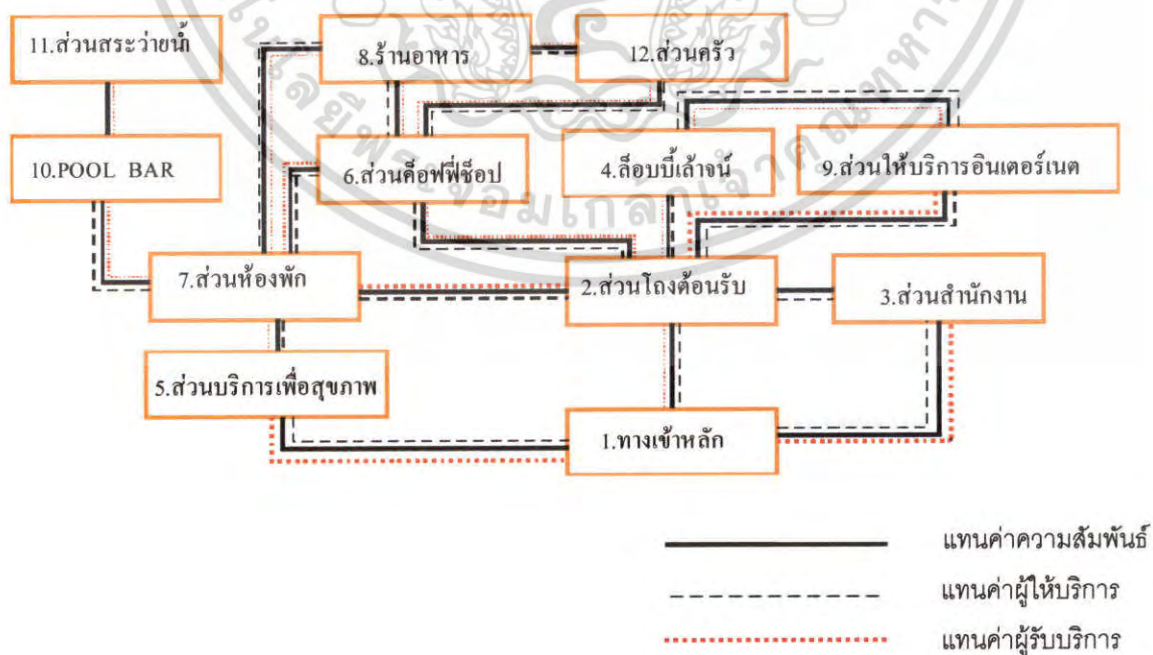 11.ส่วนสระว่ายน้ำ
8.ร้านอาหาร
12.ส่วนครัว
10.POOL BAR
6.ส่วนค็อฟฟี่ช็อป
4.ล็อบบี้เล้าจน์
9.ส่วนให้บริการอินเตอร์เนต
7.ส่วนห้องพัก
2.ส่วนโถงต้อนรับ
3.ส่วนสำนักงาน
5.ส่วนบริการเพื่อสุขภาพ
1.ทางเข้าหลัก
แทนค่าความสัมพันธ์
แทนค่าผู้ให้บริการ
แทนค่าผู้รับบริการ